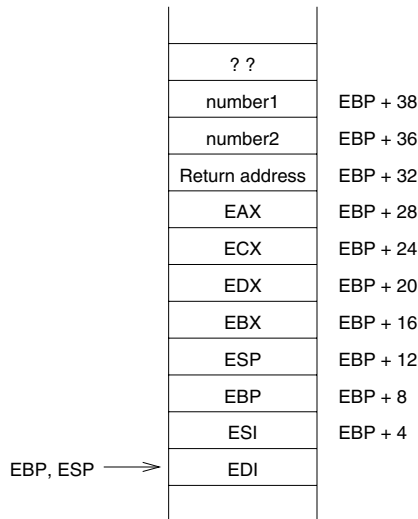 ? ?
number1 EBP + 38
number2 EBP + 36
Return address EBP + 32
EAX EBP + 28
ECX EBP + 24
EDX EBP + 20
EBX EBP + 16
ESP EBP + 12
EBP EBP + 8
ESI EBP + 4
EBP, ESP EDI